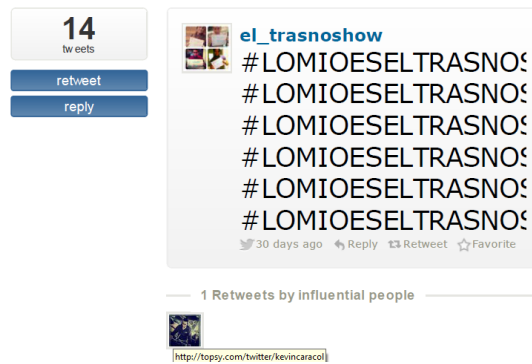 14
tweets
retweet
reply
el_trasnoshow
#LOMIOESELTRASNOS
#LOMIOESELTRASNOS
#LOMIOESELTRASNOS
#LOMIOESELTRASNOS
#LOMIOESELTRASNOS
#LOMIOESELTRASNOS
30 days ago Reply Retweet Favorite
1 Retweets by influential people
http://topsy.com/twitter/kevincaracol